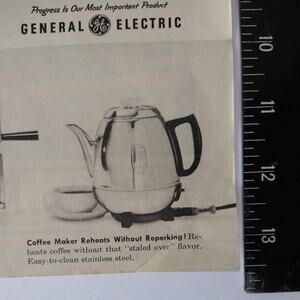 Progress Is Our Most Important Product
GENERAL GE ELECTRIC
Coffee Maker Reheats Without Reperking! Re-
heats coffee without that "staled over" flavor.
Easy-to-clean stainless steel.
10
11
12
13